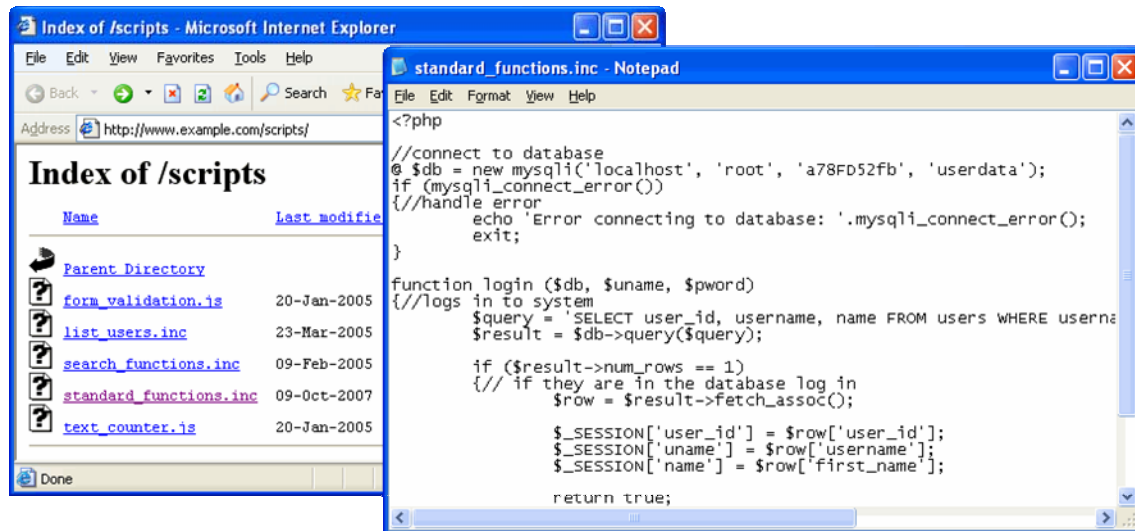 Index of /scripts - Microsoft Internet Explorer
File Edit View Favorites Tools Help
Back Search
Address http://www.example.com/scripts/
Index of /scripts
Name
Parent Directory
form_validation.js 20-Jan-2005
list_users.inc 23-Mar-2005
search_functions.inc 09-Feb-2005
standard_functions.inc 09-Oct-2007
text_counter.js 20-Jan-2005
Done
standard_functions.inc - Notepad
File Edit Format View Help
<?php
//connect to database
@ $db = new mysqli('localhost', 'root', 'a78FD52fb', 'userdata');
if (mysqli_connect_error())
{//handle error
echo 'Error connecting to database: '.mysqli_connect_error();
exit;
}
function login ($db, $uname, $pword)
{//logs in to system
$query = 'SELECT user_id, username, name FROM users WHERE userna
$result = $db->query($query);
if ($result->num_rows == 1)
{// if they are in the database log in
$row = $result->fetch_assoc();
$_SESSION['user_id'] = $row['user_id'];
$_SESSION['uname'] = $row['username'];
$_SESSION['name'] = $row['first_name'];
return true;